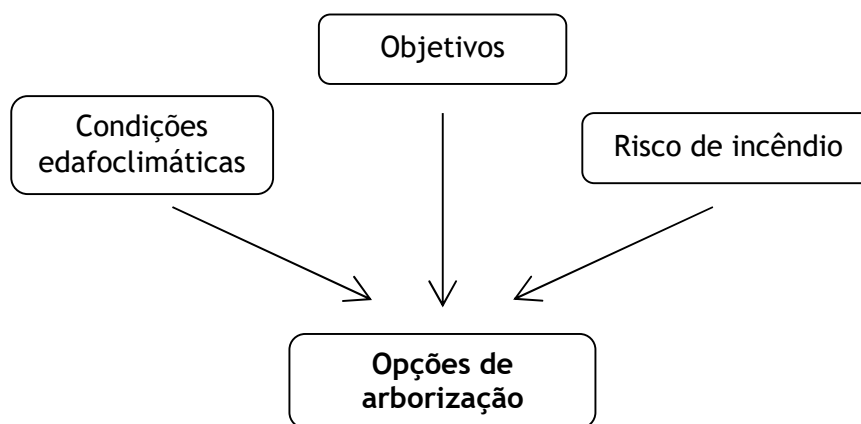 Objetivos
Condições
edafoclimáticas
Risco de incêndio
Opções de
arborização